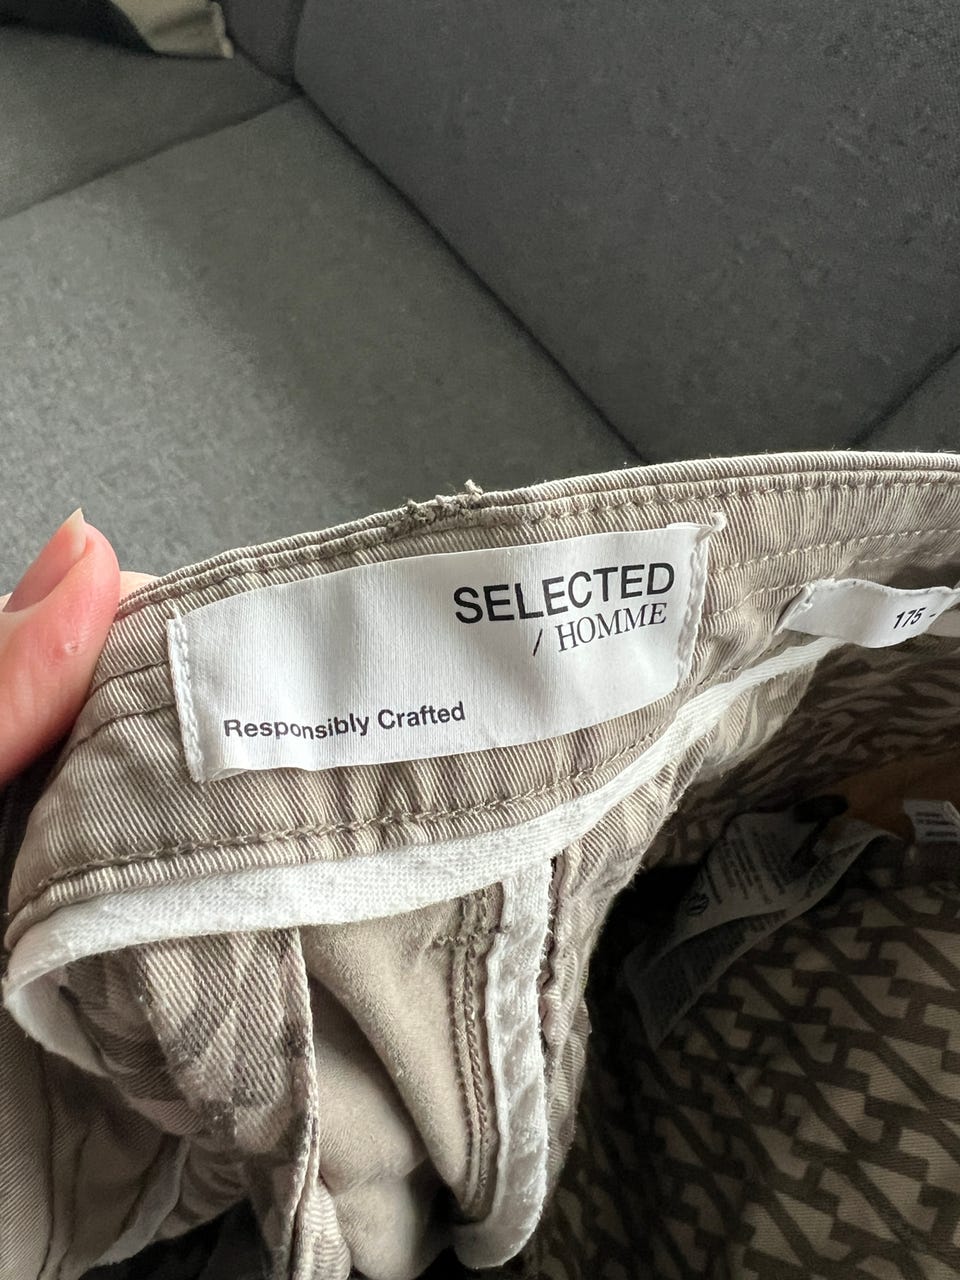 SELECTED
/ HOMME
Responsibly Crafted
175 -